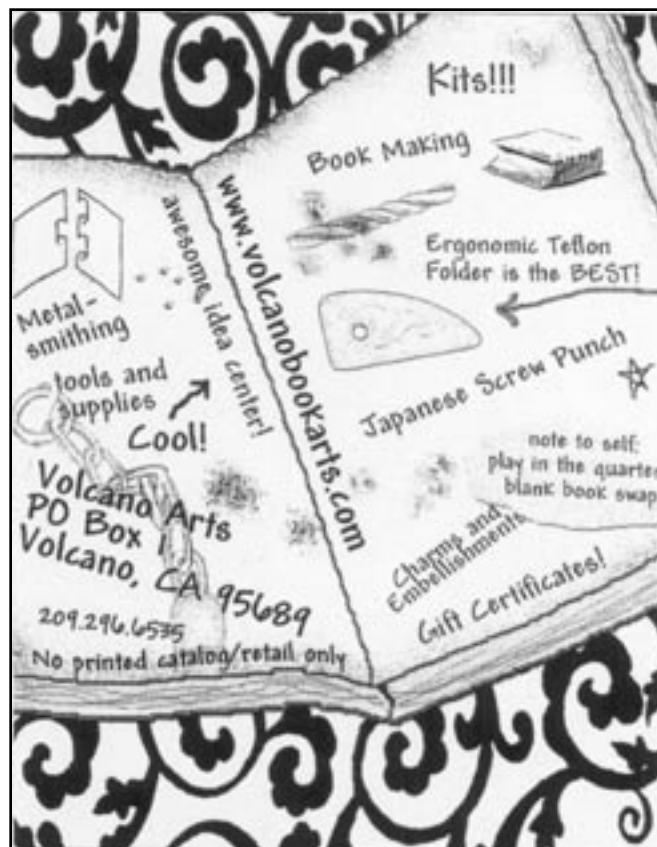 Metal-
smithing
tools and
supplies
Cool!
awesome idea center!
Volcano Arts
PO Box 1
Volcano, CA 95689
209.296.6535
No printed catalog/retail only
www.volcanobookarts.com
Kits!!!
Book Making
Ergonomic Teflon
Folder is the BEST!
Japanese Screw Punch
note to self:
play in the quarte
blank book swap
Charms and
Embellishments
Gift Certificates!